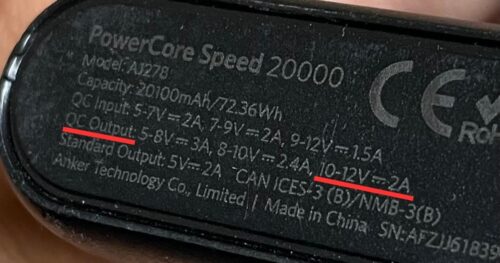 PowerCore Speed 20000
Model: A1278
Capacity: 20100mAh/72.36Wh
QC Input: 5-7V⎓2A, 7-9V⎓2A, 9-12V⎓1.5A
QC Output: 5-8V⎓3A, 8-10V⎓2.4A, 10-12V⎓2A
Standard Output: 5V⎓2A CAN ICES-3 (B)/NMB-3(B)
Anker Technology Co., Limited | Made in China SN:AFZJJ61839
CE
RoHS